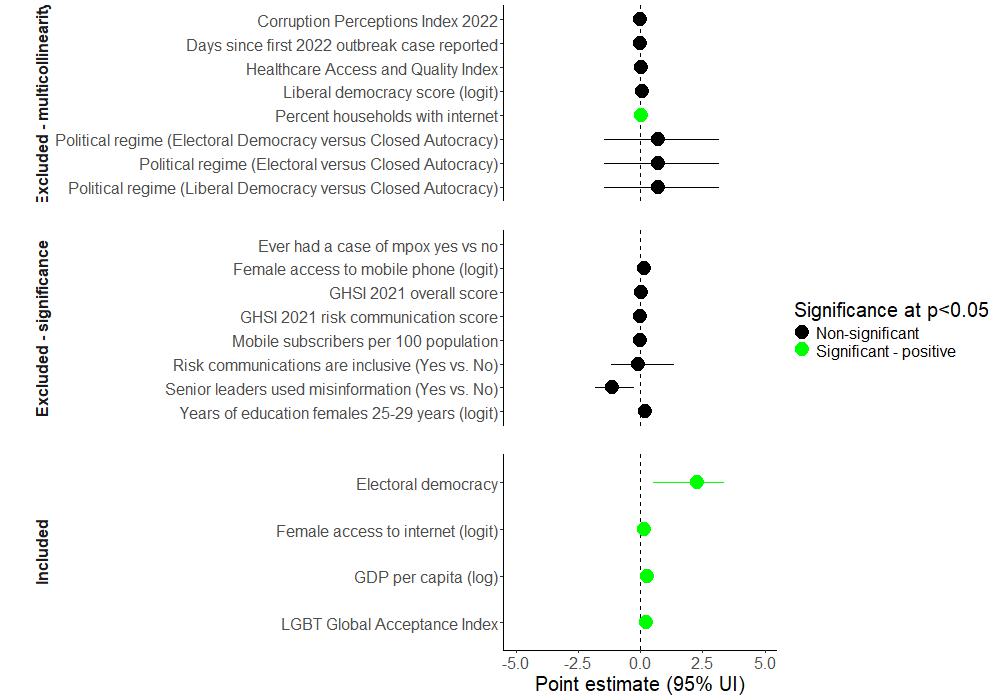 Excluded - multicollinearity
Corruption Perceptions Index 2022
Days since first 2022 outbreak case reported
Healthcare Access and Quality Index
Liberal democracy score (logit)
Percent households with internet
Political regime (Electoral Democracy versus Closed Autocracy)
Political regime (Electoral versus Closed Autocracy)
Political regime (Liberal Democracy versus Closed Autocracy)
Excluded - significance
Ever had a case of mpox yes vs no
Female access to mobile phone (logit)
GHSI 2021 overall score
GHSI 2021 risk communication score
Mobile subscribers per 100 population
Risk communications are inclusive (Yes vs. No)
Senior leaders used misinformation (Yes vs. No)
Years of education females 25-29 years (logit)
Included
Electoral democracy
Female access to internet (logit)
GDP per capita (log)
LGBT Global Acceptance Index
-5.0 -2.5 0.0 2.5 5.0
Point estimate (95% UI)
Significance at p<0.05
Non-significant
Significant - positive